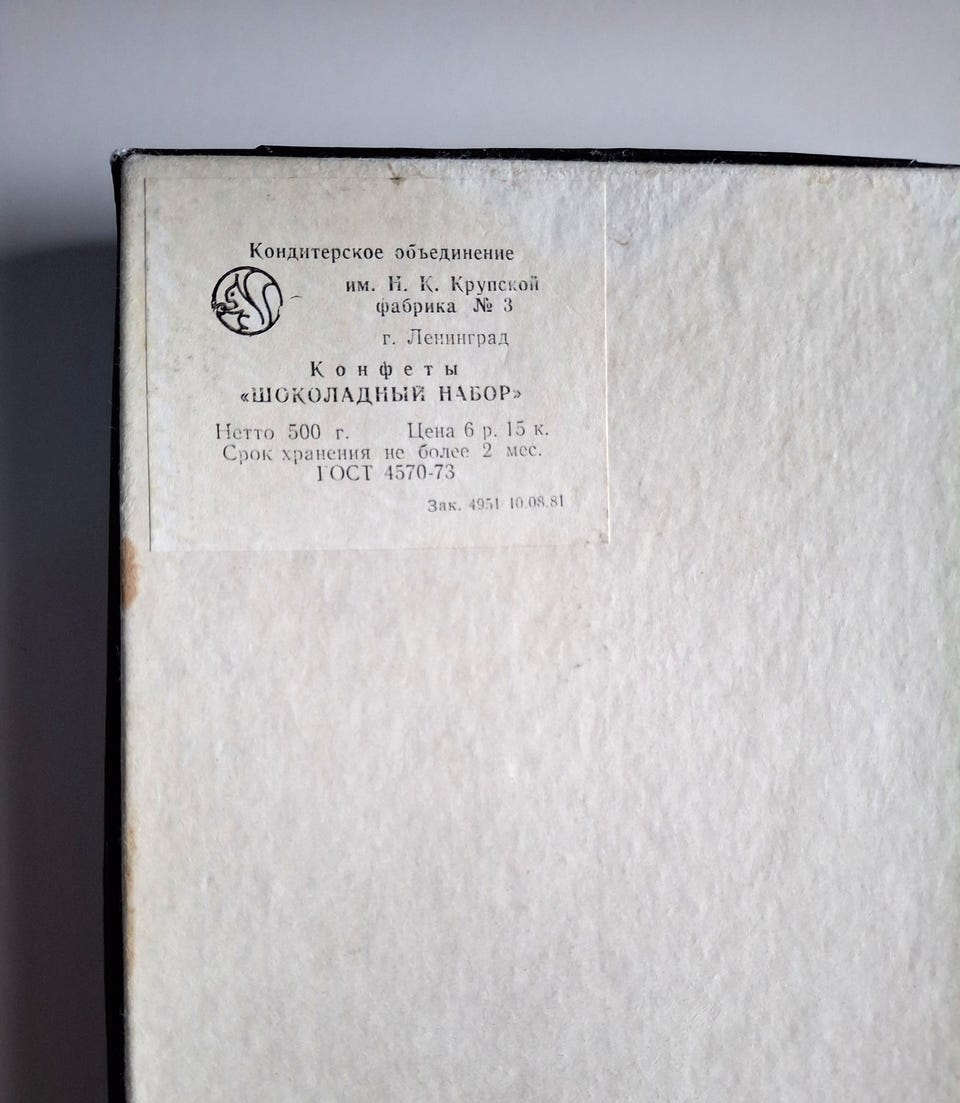 Кондитерское объединение
им. Н. К. Крупской
фабрика № 3
г. Ленинград
Конфеты
«ШОКОЛАДНЫЙ НАБОР»
Нетто 500 г. Цена 6 р. 15 к.
Срок хранения не более 2 мес.
ГОСТ 4570-73
Зак. 4951 10.08.81